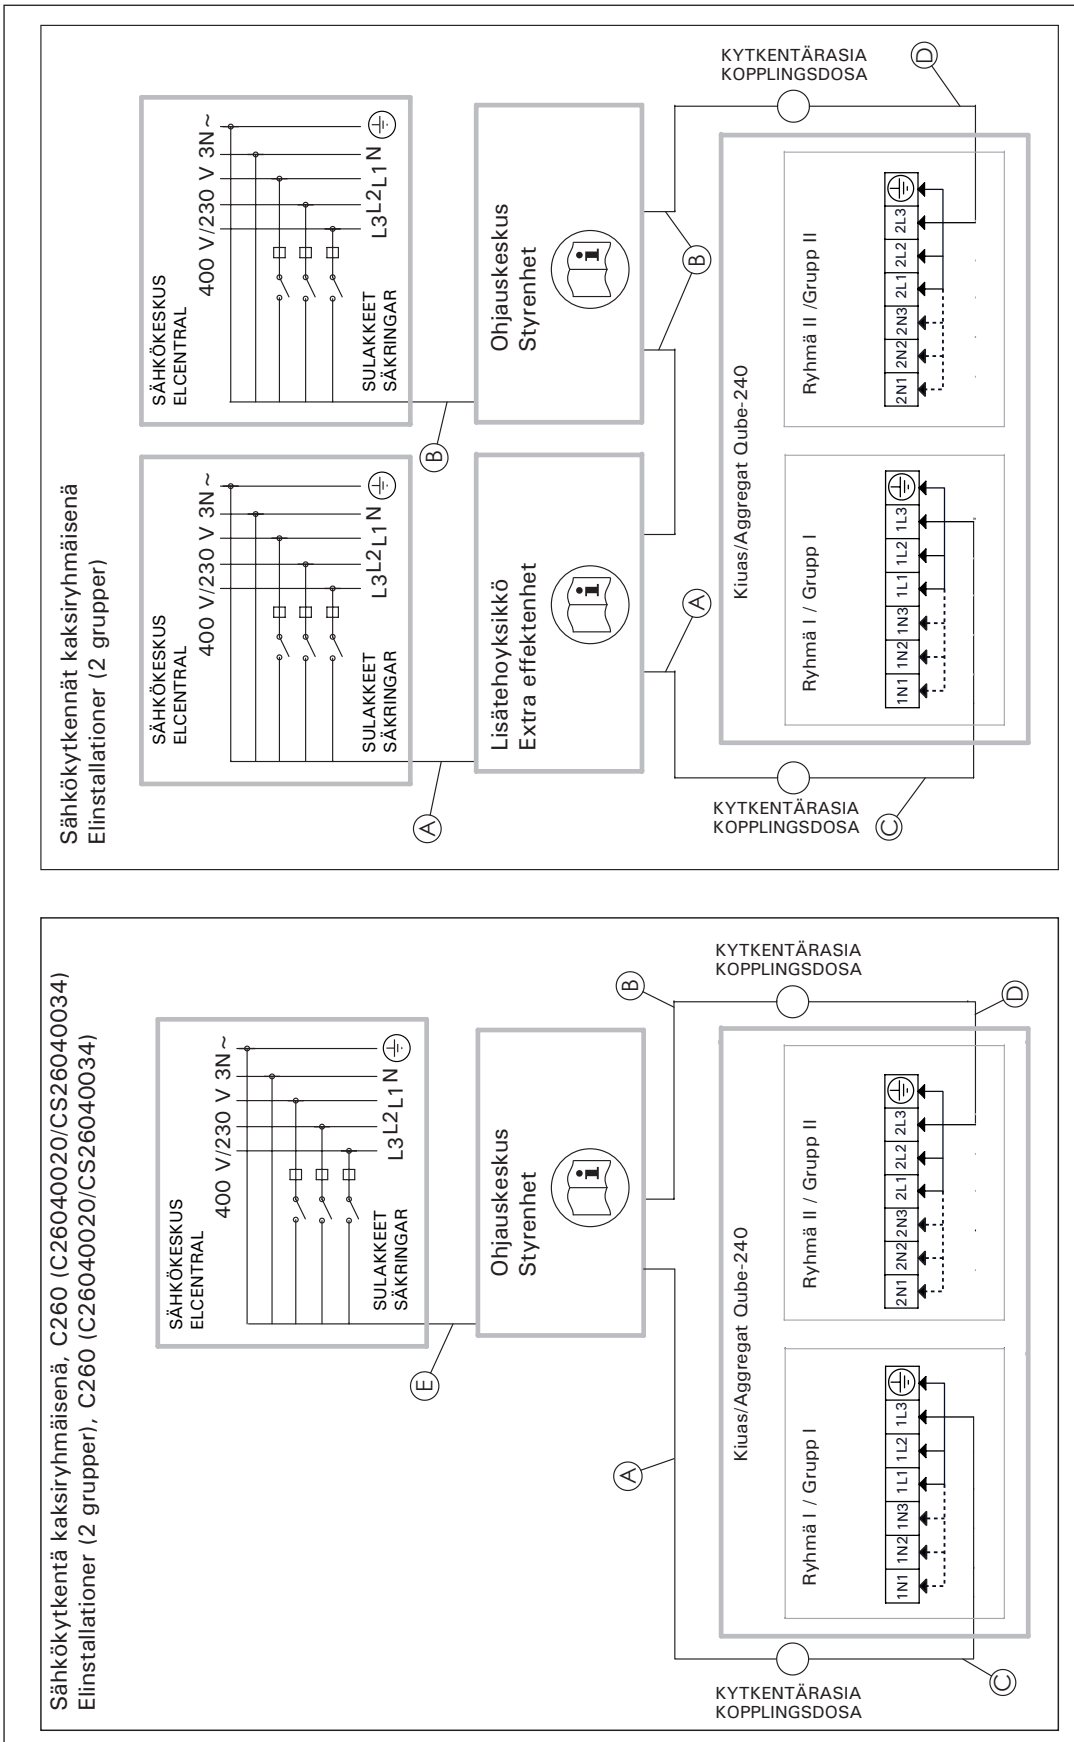 Sähkökytkentä kaksiryhmäisenä, C260 (C26040020/CS26040034)
Elinstallationer (2 grupper), C260 (C26040020/CS26040034)
SÄHKÖKESKUS
ELCENTRAL
400 V/230 V 3N~
SULAKKEET
SÄKRINGAR
L3
L2
L1
N
E
Ohjauskeskus
Styrenhet
i
A
B
KYTKENTÄRASIA
KOPPLINGSDOSA
KYTKENTÄRASIA
KOPPLINGSDOSA
Kiuas/Aggregat Qube-240
Ryhmä I / Grupp I
1N1 1N2 1N3 1L1 1L2 1L3
Ryhmä II / Grupp II
2N1 2N2 2N3 2L1 2L2 2L3
C
D
Sähkökytkennät kaksiryhmäisenä
Elinstallationer (2 grupper)
SÄHKÖKESKUS
ELCENTRAL
400 V/230 V 3N~
SULAKKEET
SÄKRINGAR
L3
L2
L1
N
SÄHKÖKESKUS
ELCENTRAL
400 V/230 V 3N~
SULAKKEET
SÄKRINGAR
L3
L2
L1
N
A
B
Lisätehoyksikkö
Extra effektenhet
i
Ohjauskeskus
Styrenhet
i
A
B
KYTKENTÄRASIA
KOPPLINGSDOSA
KYTKENTÄRASIA
KOPPLINGSDOSA
Kiuas/Aggregat Qube-240
Ryhmä I / Grupp I
1N1 1N2 1N3 1L1 1L2 1L3
Ryhmä II /Grupp II
2N1 2N2 2N3 2L1 2L2 2L3
C
D